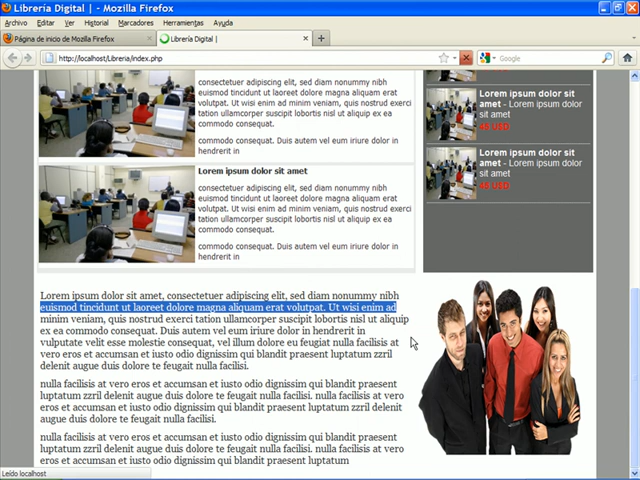 Librería Digital | - Mozilla Firefox
Archivo Editar Ver Historial Marcadores Herramientas Ayuda
Página de inicio de Mozilla Firefox
Librería Digital |
http://localhost/Libreria/index.php
Google
consectetuer adipiscing elit, sed diam nonummy nibh
euismod tincidunt ut laoreet dolore magna aliquam erat
volutpat. Ut wisi enim ad minim veniam, quis nostrud exerci
tation ullamcorper suscipit lobortis nisl ut aliquip ex ea
commodo consequat.
commodo consequat. Duis autem vel eum iriure dolor in
hendrerit in
Lorem ipsum dolor sit amet
consectetuer adipiscing elit, sed diam nonummy nibh
euismod tincidunt ut laoreet dolore magna aliquam erat
volutpat. Ut wisi enim ad minim veniam, quis nostrud exerci
tation ullamcorper suscipit lobortis nisl ut aliquip ex ea
commodo consequat.
commodo consequat. Duis autem vel eum iriure dolor in
hendrerit in
45 USD
Lorem ipsum dolor sit
amet - Lorem ipsum dolor
sit amet
45 USD
Lorem ipsum dolor sit
amet - Lorem ipsum dolor
sit amet
45 USD
Lorem ipsum dolor sit amet, consectetuer adipiscing elit, sed diam nonummy nibh
euismod tincidunt ut laoreet dolore magna aliquam erat volutpat. Ut wisi enim ad
minim veniam, quis nostrud exerci tation ullamcorper suscipit lobortis nisl ut aliquip
ex ea commodo consequat. Duis autem vel eum iriure dolor in hendrerit in
vulputate velit esse molestie consequat, vel illum dolore eu feugiat nulla facilisis at
vero eros et accumsan et iusto odio dignissim qui blandit praesent luptatum zzril
delenit augue duis dolore te feugait nulla facilisi.
nulla facilisis at vero eros et accumsan et iusto odio dignissim qui blandit praesent
luptatum zzril delenit augue duis dolore te feugait nulla facilisi. nulla facilisis at vero
eros et accumsan et iusto odio dignissim qui blandit praesent luptatum zzril delenit
augue duis dolore te feugait nulla facilisi.
nulla facilisis at vero eros et accumsan et iusto odio dignissim qui blandit praesent
luptatum zzril delenit augue duis dolore te feugait nulla facilisi. nulla facilisis at vero
eros et accumsan et iusto odio dignissim qui blandit praesent luptatum
Leído localhost